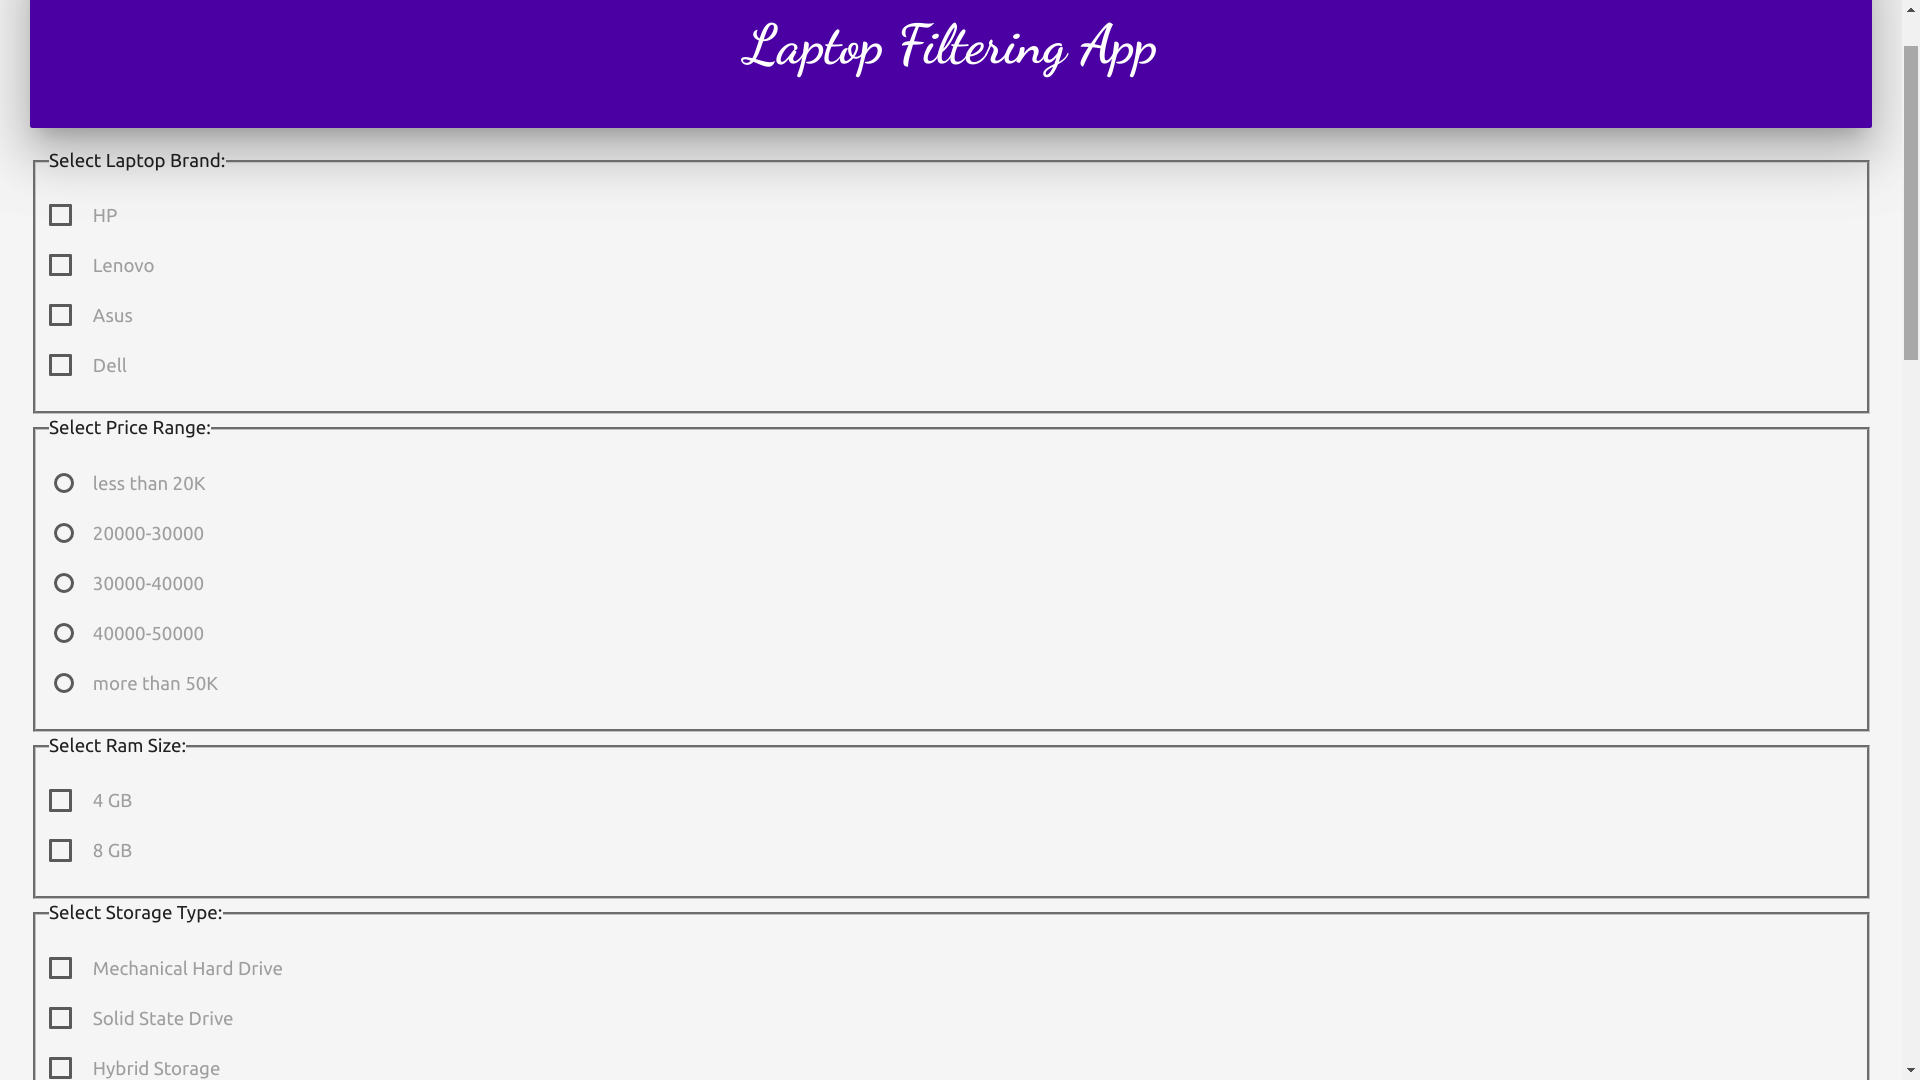 Laptop Filtering App
Select Laptop Brand:
HP
Lenovo
Asus
Dell
Select Price Range:
less than 20K
20000-30000
30000-40000
40000-50000
more than 50K
Select Ram Size:
4 GB
8 GB
Select Storage Type:
Mechanical Hard Drive
Solid State Drive
Hybrid Storage